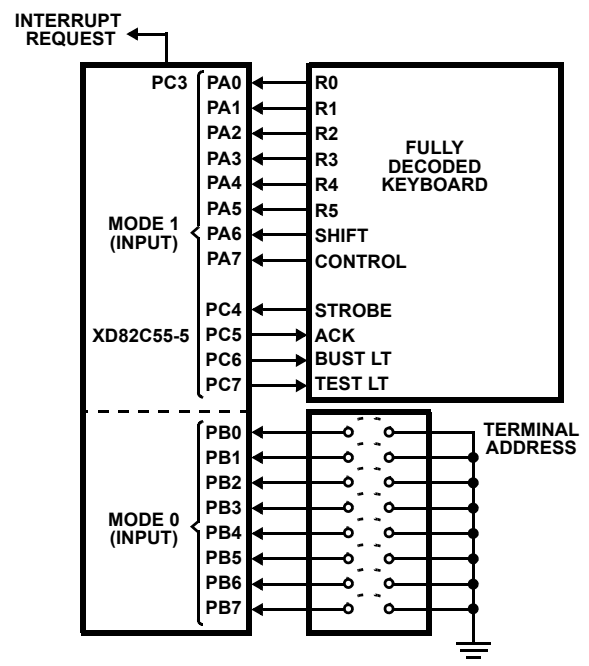 INTERRUPT
REQUEST
PC3 PA0 R0
PA1 R1
PA2 R2
PA3 R3
PA4 R4
PA5 R5
PA6 SHIFT
PA7 CONTROL
FULLY
DECODED
KEYBOARD
MODE 1
(INPUT)
PC4 STROBE
XD82C55-5 PC5 ACK
PC6 BUST LT
PC7 TEST LT
PB0
PB1
PB2
PB3
PB4
PB5
PB6
PB7
MODE 0
(INPUT)
TERMINAL
ADDRESS